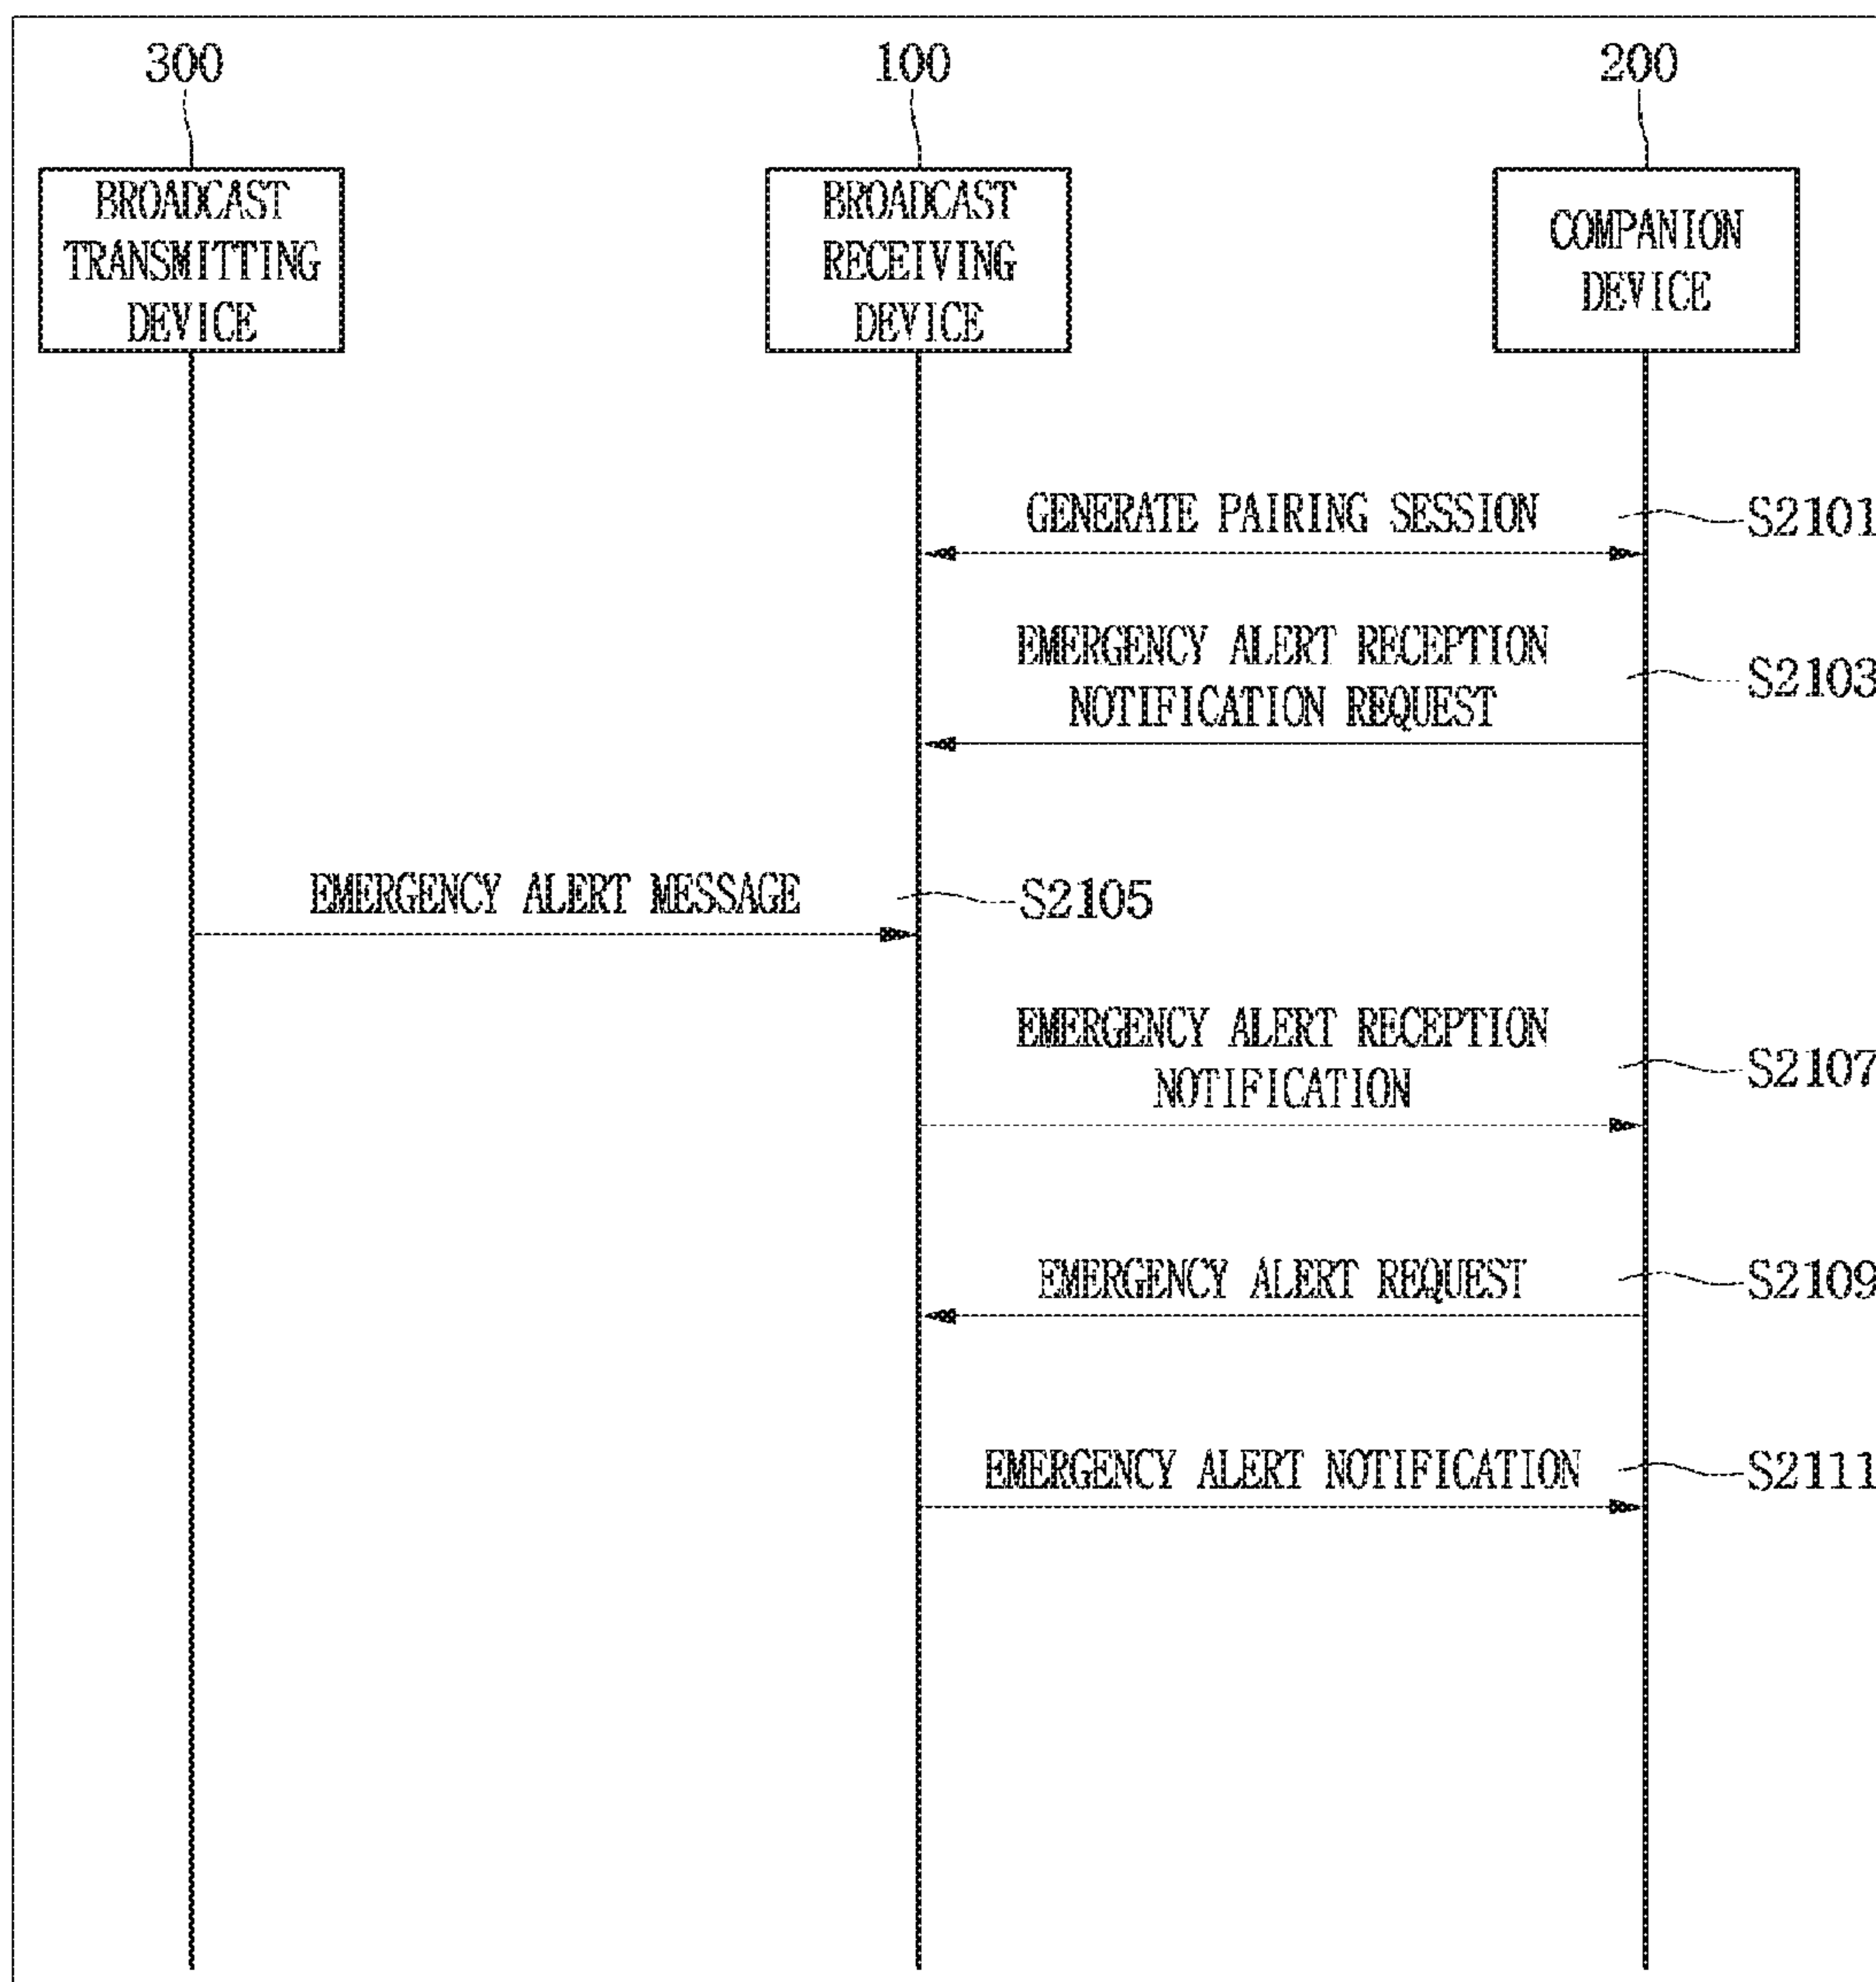 300
100
200
BROADCAST
TRANSMITTING
DEVICE
BROADCAST
RECEIVING
DEVICE
COMPANION
DEVICE
GENERATE PAIRING SESSION
S2101
EMERGENCY ALERT RECEPTION
NOTIFICATION REQUEST
S2103
EMERGENCY ALERT MESSAGE
S2105
EMERGENCY ALERT RECEPTION
NOTIFICATION
S2107
EMERGENCY ALERT REQUEST
S2109
EMERGENCY ALERT NOTIFICATION
S2111